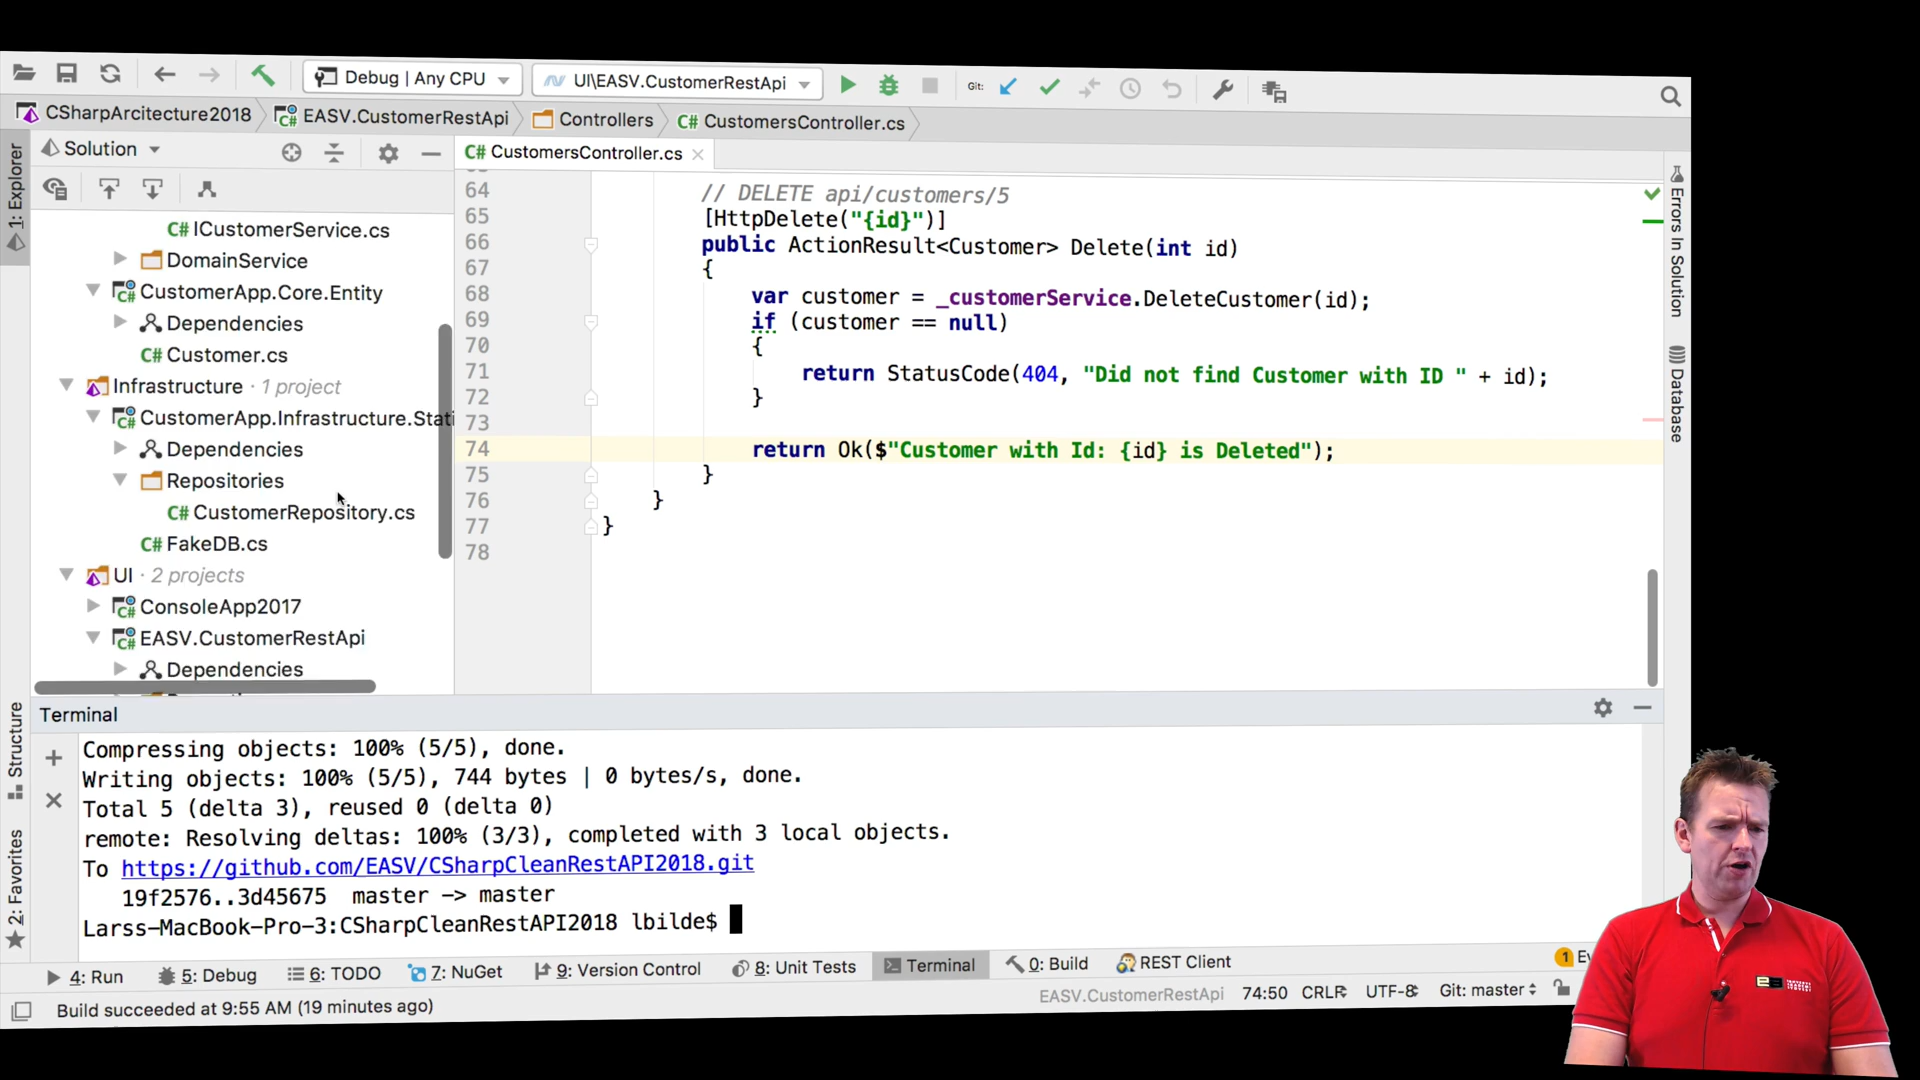 Debug | Any CPU
UI\EASV.CustomerRestApi
Git:
CSharpArcitecture2018
EASV.CustomerRestApi
Controllers
C# CustomersController.cs
1: Explorer
Solution
C# CustomersController.cs
C# ICustomerService.cs
DomainService
C# CustomerApp.Core.Entity
Dependencies
C# Customer.cs
Infrastructure · 1 project
C# CustomerApp.Infrastructure.Stati
Dependencies
Repositories
C# CustomerRepository.cs
C# FakeDB.cs
UI · 2 projects
C# ConsoleApp2017
C# EASV.CustomerRestApi
Dependencies
64 // DELETE api/customers/5
65 [HttpDelete("{id}")]
66 public ActionResult<Customer> Delete(int id)
67 {
68 var customer = _customerService.DeleteCustomer(id);
69 if (customer == null)
70 {
71 return StatusCode(404, "Did not find Customer with ID " + id);
72 }
73
74 return Ok($"Customer with Id: {id} is Deleted");
75 }
76 }
77 }
78
Errors In Solution
Database
Structure
2: Favorites
Terminal
Compressing objects: 100% (5/5), done.
Writing objects: 100% (5/5), 744 bytes | 0 bytes/s, done.
Total 5 (delta 3), reused 0 (delta 0)
remote: Resolving deltas: 100% (3/3), completed with 3 local objects.
To https://github.com/EASV/CSharpCleanRestAPI2018.git
19f2576..3d45675 master -> master
Larss-MacBook-Pro-3:CSharpCleanRestAPI2018 lbilde$
4: Run
5: Debug
6: TODO
7: NuGet
9: Version Control
8: Unit Tests
Terminal
0: Build
REST Client
1 Ev
Build succeeded at 9:55 AM (19 minutes ago)
EASV.CustomerRestApi
74:50
CRLF
UTF-8
Git: master